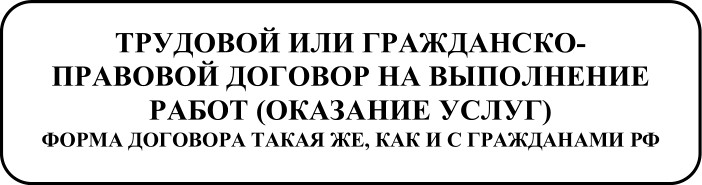 ТРУДОВОЙ ИЛИ ГРАЖДАНСКО-
ПРАВОВОЙ ДОГОВОР НА ВЫПОЛНЕНИЕ
РАБОТ (ОКАЗАНИЕ УСЛУГ)
ФОРМА ДОГОВОРА ТАКАЯ ЖЕ, КАК И С ГРАЖДАНАМИ РФ